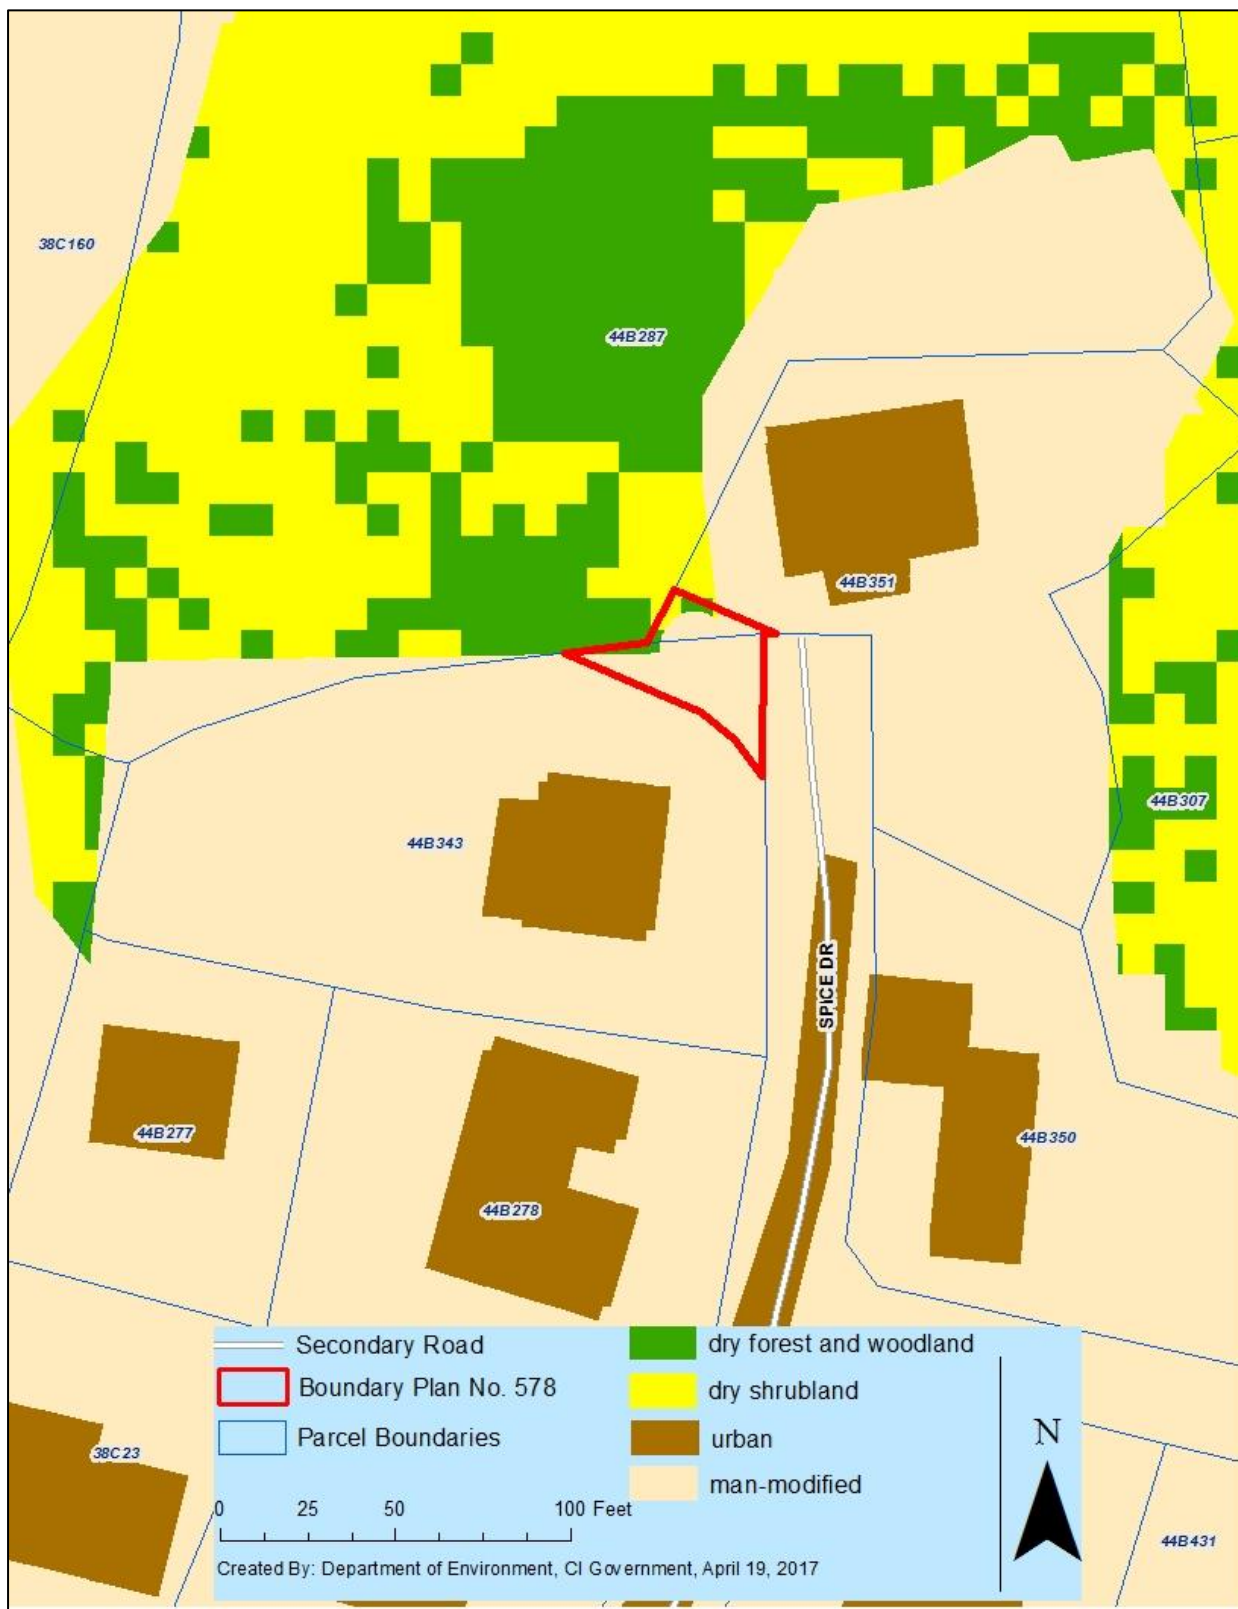 38C160
44B287
44B351
44B307
44B343
SPICE DR
44B277
44B350
44B278
Secondary Road
Boundary Plan No. 578
Parcel Boundaries
dry forest and woodland
dry shrubland
urban
man-modified
N
38C23
0 25 50 100 Feet
44B431
Created By: Department of Environment, CI Government, April 19, 2017